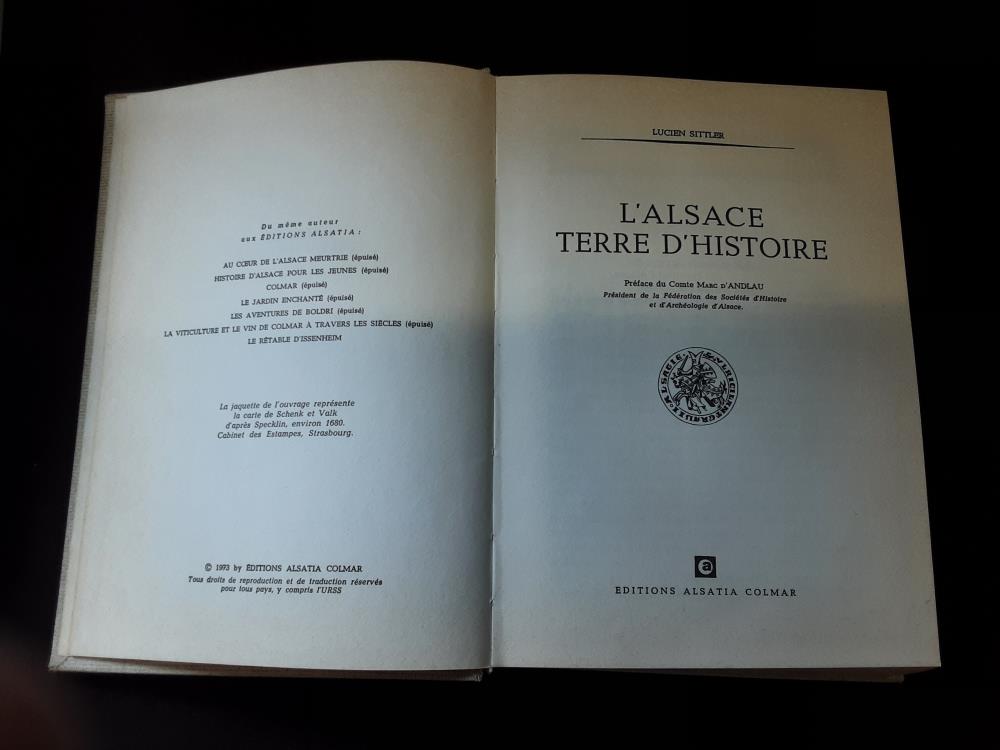 Du même auteur
aux ÉDITIONS ALSATIA :
AU CŒUR DE L'ALSACE MEURTRIE (épuisé)
HISTOIRE D'ALSACE POUR LES JEUNES (épuisé)
COLMAR (épuisé)
LE JARDIN ENCHANTÉ (épuisé)
LES AVENTURES DE BOLDRI (épuisé)
LA VITICULTURE ET LE VIN DE COLMAR À TRAVERS LES SIÈCLES (épuisé)
LE RÉTABLE D'ISSENHEIM
La jaquette de l'ouvrage représente
la carte de Schenk et Valk
d'après Specklin, environ 1680.
Cabinet des Estampes, Strasbourg.
© 1973 by ÉDITIONS ALSATIA COLMAR
Tous droits de reproduction et de traduction réservés
pour tous pays, y compris l'URSS
LUCIEN SITTLER
L'ALSACE
TERRE D'HISTOIRE
Préface du Comte MARC D'ANDLAU
Président de la Fédération des Sociétés d'Histoire
et d'Archéologie d'Alsace.
a
EDITIONS ALSATIA COLMAR